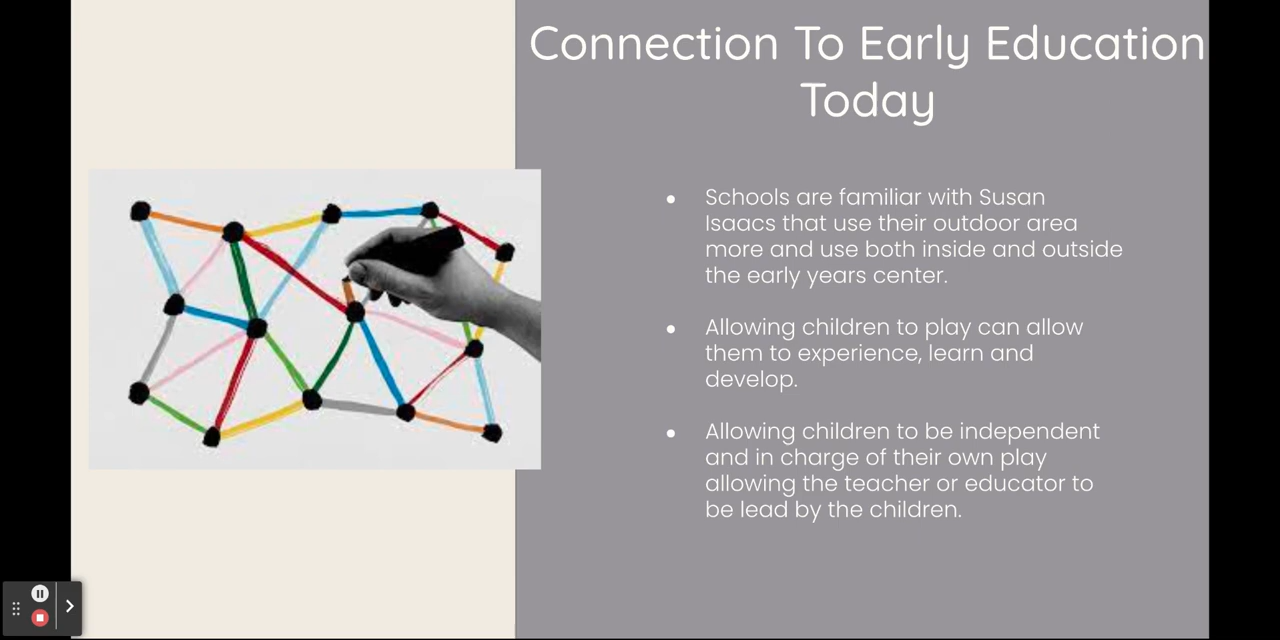 Connection To Early Education
Today
● Schools are familiar with Susan
Isaacs that use their outdoor area
more and use both inside and outside
the early years center.
● Allowing children to play can allow
them to experience, learn and
develop.
● Allowing children to be independent
and in charge of their own play
allowing the teacher or educator to
be lead by the children.